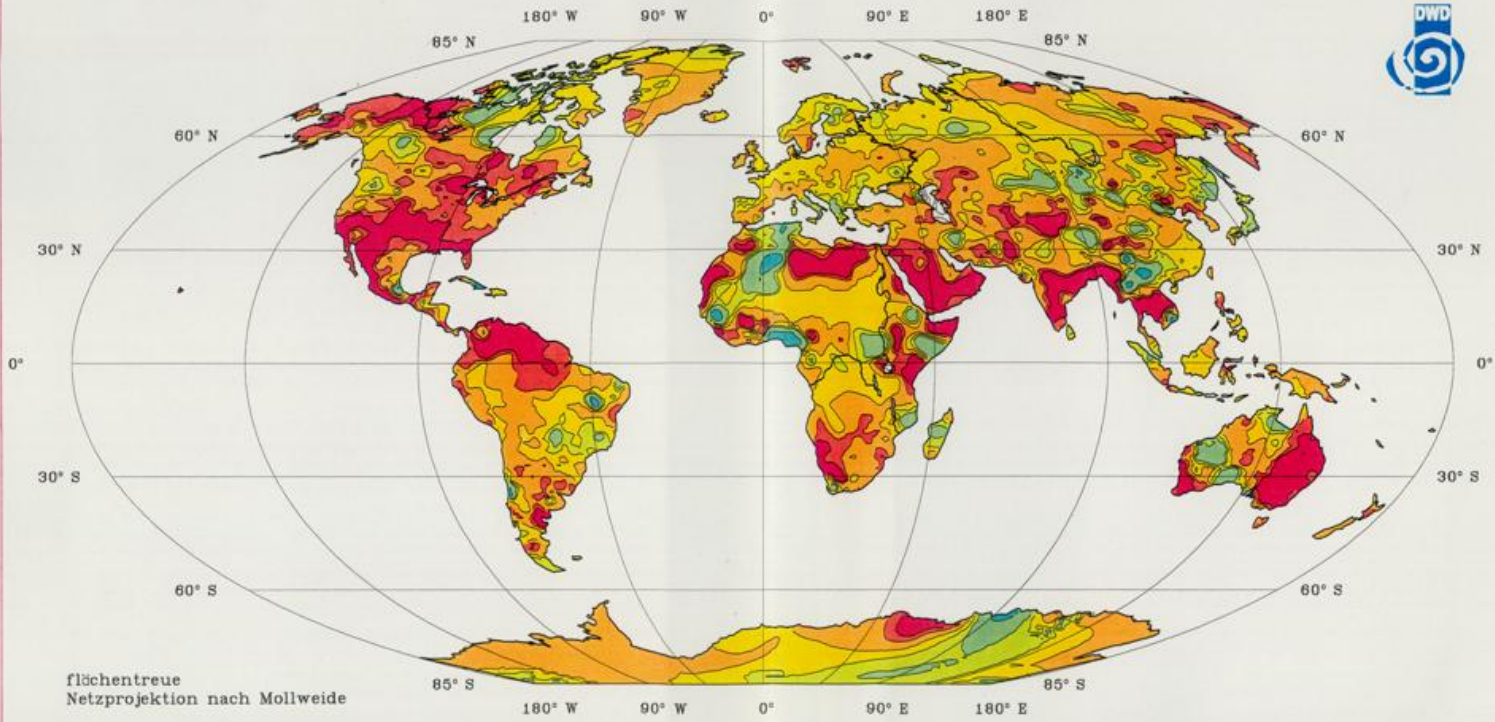 180° W 90° W 0° 90° E 180° E
DWD
85° N 85° N
60° N 60° N
30° N 30° N
0° 0°
30° S 30° S
60° S 60° S
flächentreue
Netzprojektion nach Mollweide
85° S 85° S
180° W 90° W 0° 90° E 180° E